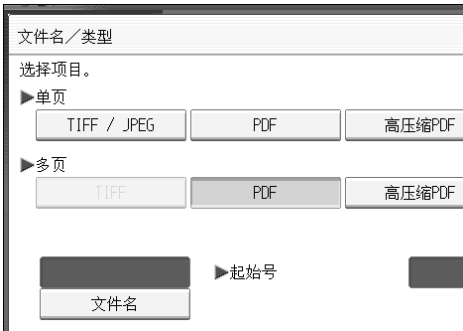 文件名／类型
选择项目。
▶单页
TIFF / JPEG PDF 高压缩PDF
▶多页
TIFF PDF 高压缩PDF
▶起始号
文件名